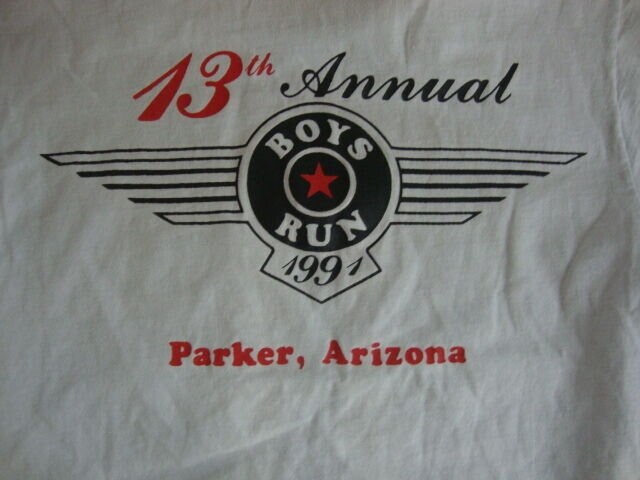 13th Annual
BOYS
RUN
1991
Parker, Arizona